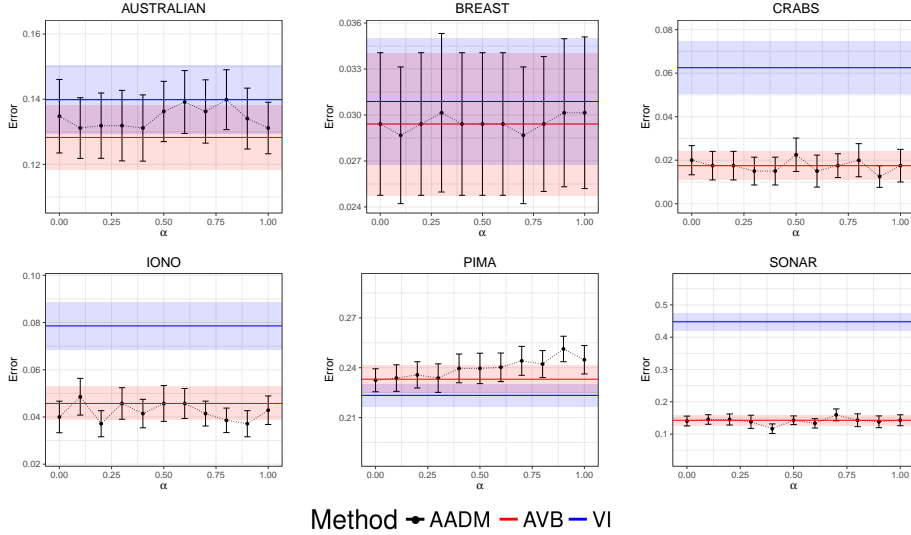 AUSTRALIAN
Error
0.16
0.14
0.12
0.00 0.25 0.50 0.75 1.00
α
BREAST
Error
0.036
0.033
0.030
0.027
0.024
0.00 0.25 0.50 0.75 1.00
α
CRABS
Error
0.08
0.06
0.04
0.02
0.00
0.00 0.25 0.50 0.75 1.00
α
IONO
Error
0.10
0.08
0.06
0.04
0.02
0.00 0.25 0.50 0.75 1.00
α
PIMA
Error
0.27
0.24
0.21
0.00 0.25 0.50 0.75 1.00
α
SONAR
Error
0.5
0.4
0.3
0.2
0.1
0.00 0.25 0.50 0.75 1.00
α
Method AADM AVB VI